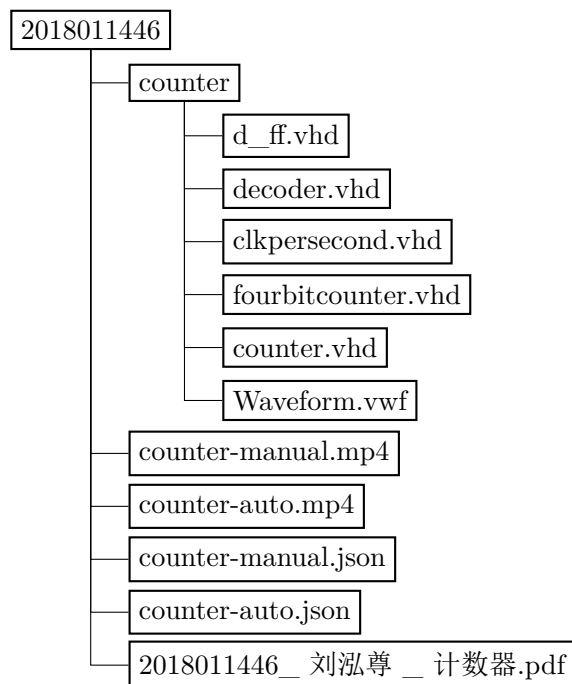 2018011446
counter
d_ff.vhd
decoder.vhd
clkpersecond.vhd
fourbitcounter.vhd
counter.vhd
Waveform.vwf
counter-manual.mp4
counter-auto.mp4
counter-manual.json
counter-auto.json
2018011446_ 刘泓尊 _ 计数器.pdf